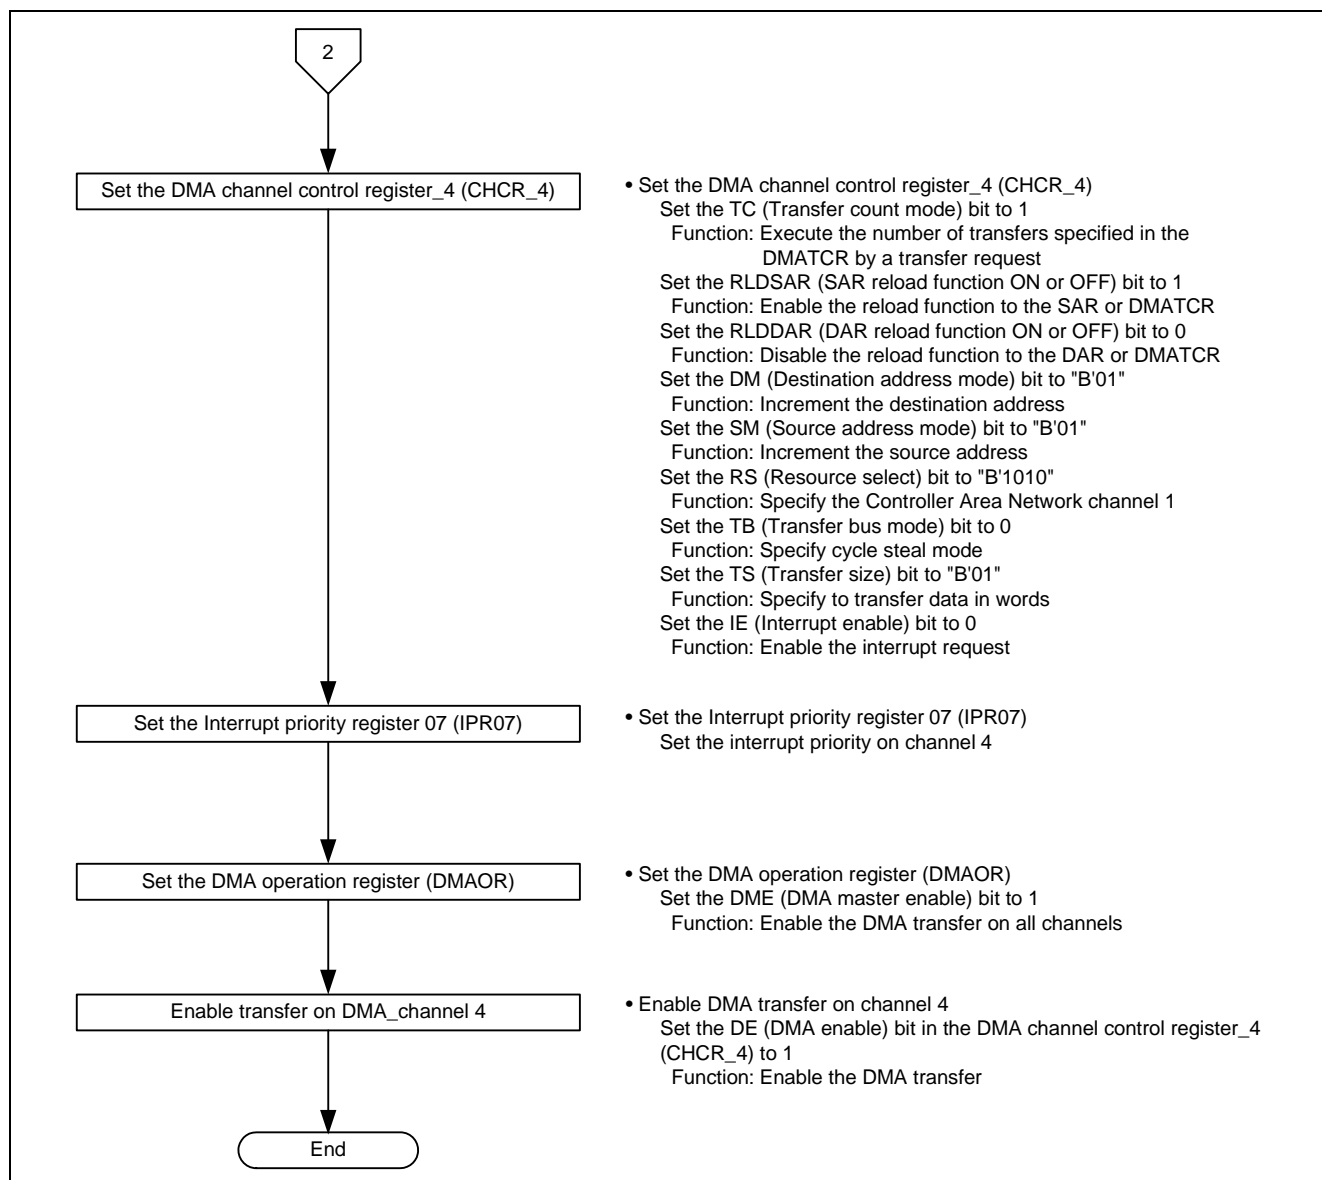 2
Set the DMA channel control register_4 (CHCR_4)
• Set the DMA channel control register_4 (CHCR_4)
Set the TC (Transfer count mode) bit to 1
Function: Execute the number of transfers specified in the
DMATCR by a transfer request
Set the RLDSAR (SAR reload function ON or OFF) bit to 1
Function: Enable the reload function to the SAR or DMATCR
Set the RLDDAR (DAR reload function ON or OFF) bit to 0
Function: Disable the reload function to the DAR or DMATCR
Set the DM (Destination address mode) bit to "B'01"
Function: Increment the destination address
Set the SM (Source address mode) bit to "B'01"
Function: Increment the source address
Set the RS (Resource select) bit to "B'1010"
Function: Specify the Controller Area Network channel 1
Set the TB (Transfer bus mode) bit to 0
Function: Specify cycle steal mode
Set the TS (Transfer size) bit to "B'01"
Function: Specify to transfer data in words
Set the IE (Interrupt enable) bit to 0
Function: Enable the interrupt request
Set the Interrupt priority register 07 (IPR07)
• Set the Interrupt priority register 07 (IPR07)
Set the interrupt priority on channel 4
Set the DMA operation register (DMAOR)
• Set the DMA operation register (DMAOR)
Set the DME (DMA master enable) bit to 1
Function: Enable the DMA transfer on all channels
Enable transfer on DMA_channel 4
• Enable DMA transfer on channel 4
Set the DE (DMA enable) bit in the DMA channel control register_4
(CHCR_4) to 1
Function: Enable the DMA transfer
End